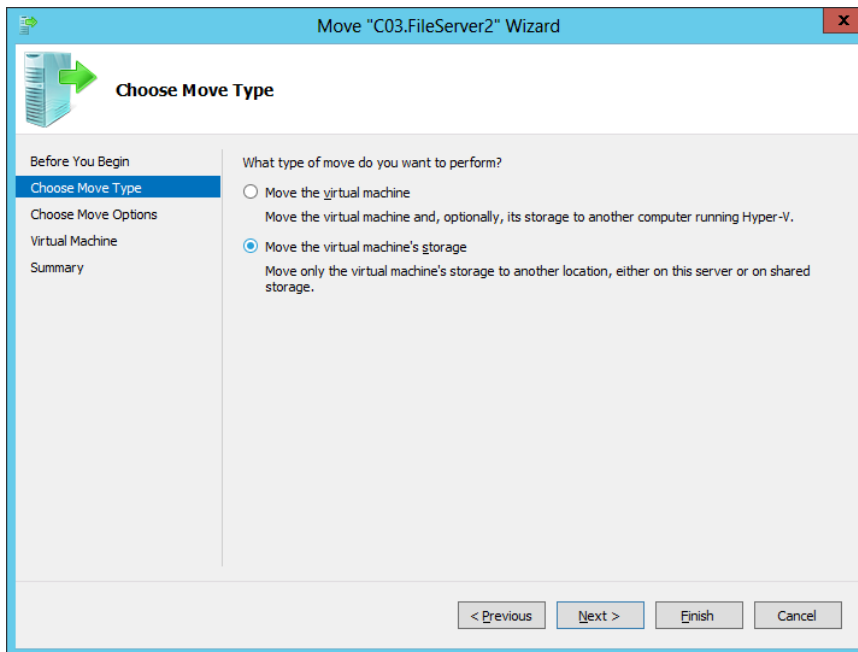 Move "C03.FileServer2" Wizard
x
Choose Move Type
Before You Begin
Choose Move Type
Choose Move Options
Virtual Machine
Summary
What type of move do you want to perform?
Move the virtual machine
Move the virtual machine and, optionally, its storage to another computer running Hyper-V.
Move the virtual machine's storage
Move only the virtual machine's storage to another location, either on this server or on shared
storage.
< Previous
Next >
Finish
Cancel